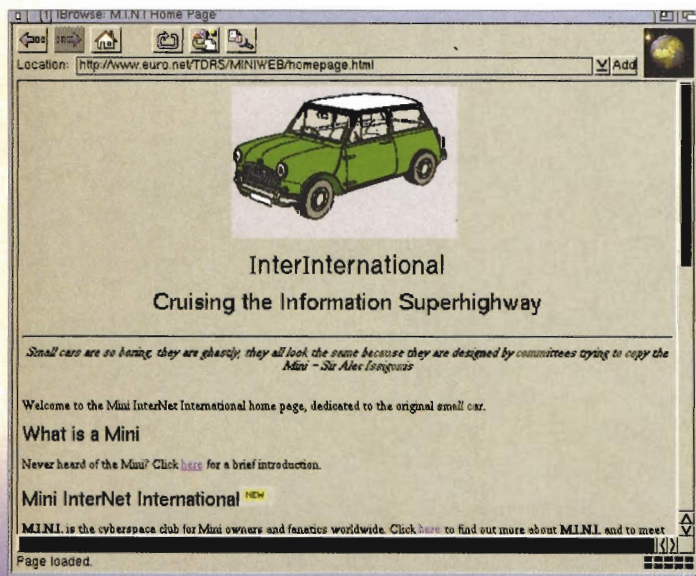 [1] IBrowse: M.I.N.I Home Page
Location: http://www.euro.net/TDRS/MINIWEB/homepage.html Add
InterInternational
Cruising the Information Superhighway
Small cars are so boring, they are ghastly, they all look the same because they are designed by committees trying to copy the
Mini - Sir Alec Issigonis
Welcome to the Mini InterNet International home page, dedicated to the original small car.
What is a Mini
Never heard of the Mini? Click here for a brief introduction.
Mini InterNet International NEW
M.I.N.I. is the cyberspace club for Mini owners and fanatics worldwide. Click here to find out more about M.I.N.I. and to meet
Page loaded.